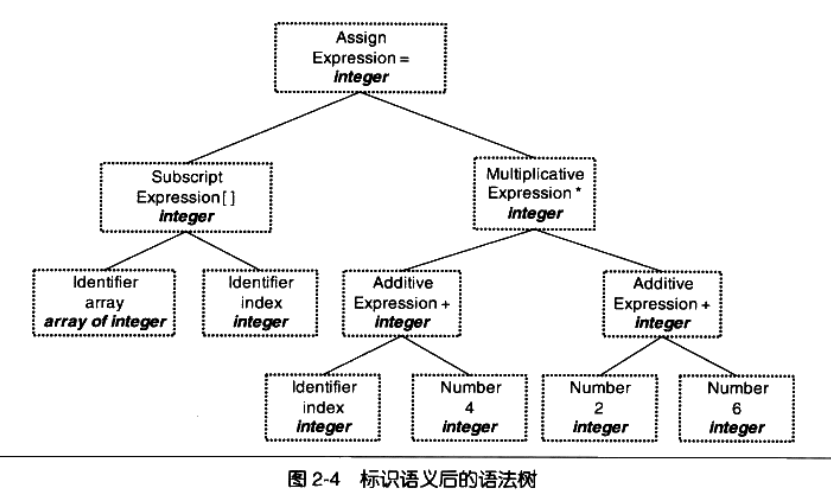 Assign
Expression =
integer
Subscript
Expression [ ]
integer
Multiplicative
Expression *
integer
Identifier
array
array of integer
Identifier
index
integer
Additive
Expression +
integer
Additive
Expression +
integer
Identifier
index
integer
Number
4
integer
Number
2
integer
Number
6
integer
图 2-4 标识语义后的语法树